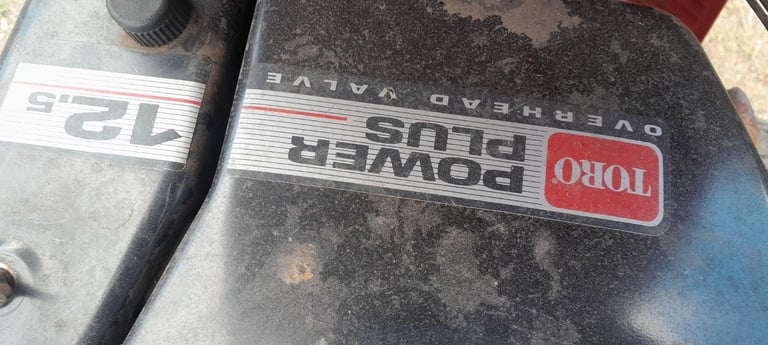 TORO
POWER
PLUS
OVERHEAD VALVE
12.5